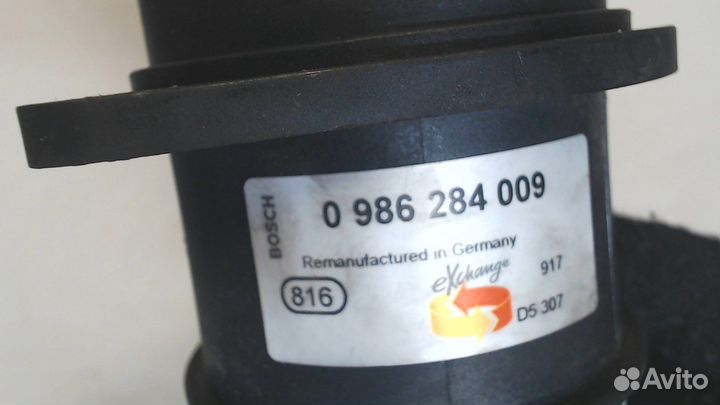 BOSCH
0 986 284 009
Remanufactured in Germany
816
eXchange
917
D5 307
Avito